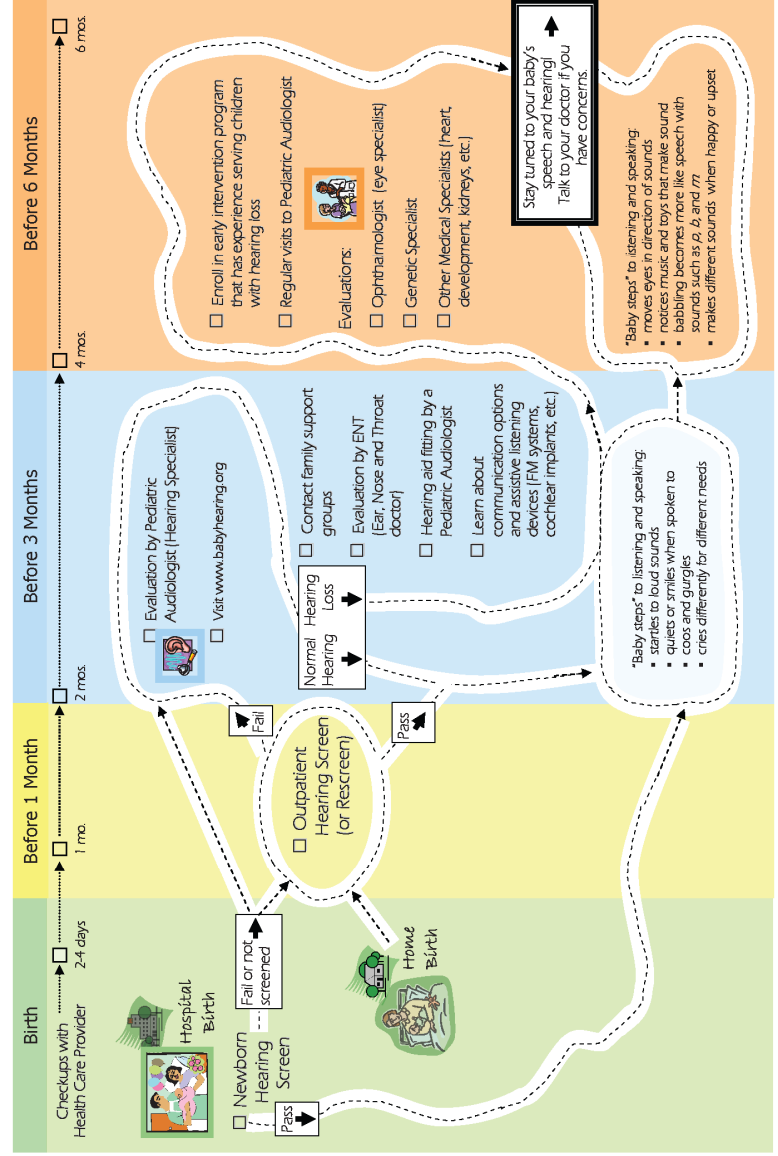 Birth
Before 1 Month
Before 3 Months
Before 6 Months
Checkups with
Health Care Provider
2-4 days
1 mo.
2 mos.
4 mos.
6 mos.
Hospital
Birth
☐ Newborn
Hearing
Screen
Pass
Fail or not
screened
Home
Birth
☐ Outpatient
Hearing Screen
(or Rescreen)
Fail
Pass
☐ Evaluation by Pediatric
Audiologist (Hearing Specialist)
☐ Visit www.babyhearing.org
Normal
Hearing
Hearing
Loss
☐ Contact family support
groups
☐ Evaluation by ENT
(Ear, Nose and Throat
doctor)
☐ Hearing aid fitting by a
Pediatric Audiologist
☐ Learn about
communication options
and assistive listening
devices (FM systems,
cochlear implants, etc.)
"Baby steps" to listening and speaking:
▪ startles to loud sounds
▪ quiets or smiles when spoken to
▪ coos and gurgles
▪ cries differently for different needs
☐ Enroll in early intervention program
that has experience serving children
with hearing loss
☐ Regular visits to Pediatric Audiologist
Evaluations:
☐ Ophthamologist (eye specialist)
☐ Genetic Specialist
☐ Other Medical Specialists (heart,
development, kidneys, etc.)
Stay tuned to your baby's
speech and hearing!
Talk to your doctor if you
have concerns.
"Baby steps" to listening and speaking:
▪ moves eyes in direction of sounds
▪ notices music and toys that make sound
▪ babbling becomes more like speech with
sounds such as p, b, and m
▪ makes different sounds when happy or upset